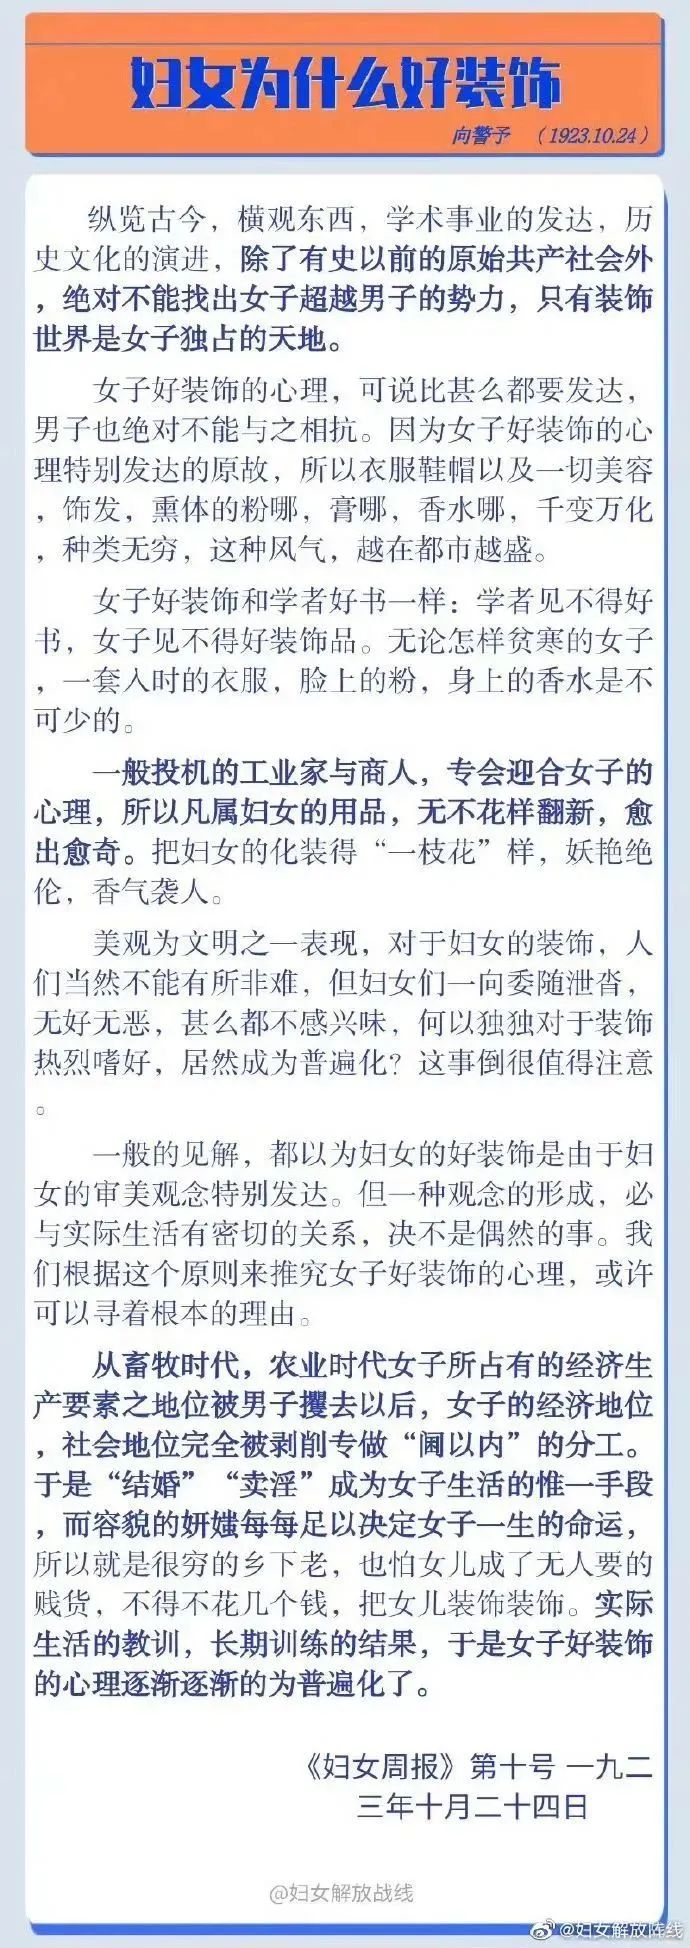 妇女为什么好装饰
向警予 （1923.10.24）
纵览古今，横观东西，学术事业的发达，历
史文化的演进，除了有史以前的原始共产社会外
，绝对不能找出女子超越男子的势力，只有装饰
世界是女子独占的天地。
女子好装饰的心理，可说比甚么都要发达，
男子也绝对不能与之相抗。因为女子好装饰的心
理特别发达的原故，所以衣服鞋帽以及一切美容
，饰发，熏体的粉哪，膏哪，香水哪，千变万化
，种类无穷，这种风气，越在都市越盛。
女子好装饰和学者好书一样：学者见不得好
书，女子见不得好装饰品。无论怎样贫寒的女子
，一套入时的衣服，脸上的粉，身上的香水是不
可少的。
一般投机的工业家与商人，专会迎合女子的
心理，所以凡属妇女的用品，无不花样翻新，愈
出愈奇。把妇女的化装得“一枝花”样，妖艳绝
伦，香气袭人。
美观为文明之一表现，对于妇女的装饰，人
们当然不能有所非难，但妇女们一向委随泄沓，
无好无恶，甚么都不感兴味，何以独独对于装饰
热烈嗜好，居然成为普遍化？这事倒很值得注意
。
一般的见解，都以为妇女的好装饰是由于妇
女的审美观念特别发达。但一种观念的形成，必
与实际生活有密切的关系，决不是偶然的事。我
们根据这个原则来推究女子好装饰的心理，或许
可以寻着根本的理由。
从畜牧时代，农业时代女子所占有的经济生
产要素之地位被男子攫去以后，女子的经济地位
，社会地位完全被剥削专做“阃以内”的分工。
于是“结婚”“卖淫”成为女子生活的惟一手段
，而容貌的妍媸每每足以决定女子一生的命运，
所以就是很穷的乡下老，也怕女儿成了无人要的
贱货，不得不花几个钱，把女儿装饰装饰。实际
生活的教训，长期训练的结果，于是女子好装饰
的心理逐渐逐渐的为普遍化了。
《妇女周报》第十号 一九二
三年十月二十四日
@妇女解放战线
@妇女解放阵线